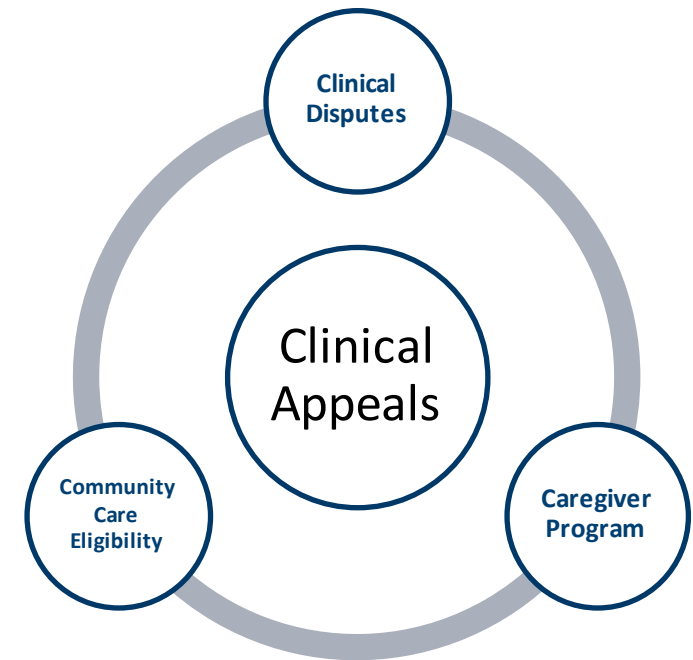 Clinical
Disputes
Clinical
Appeals
Community
Care
Eligibility
Caregiver
Program